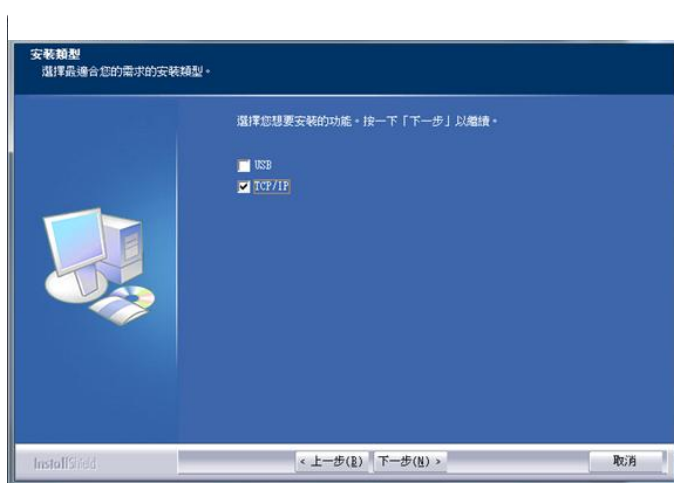 安裝類型
選擇最適合您的需求的安裝類型。
選擇您想要安裝的功能。按一下「下一步」以繼續。
USB
TCP/IP
InstallShield
< 上一步(B) 下一步(N) > 取消